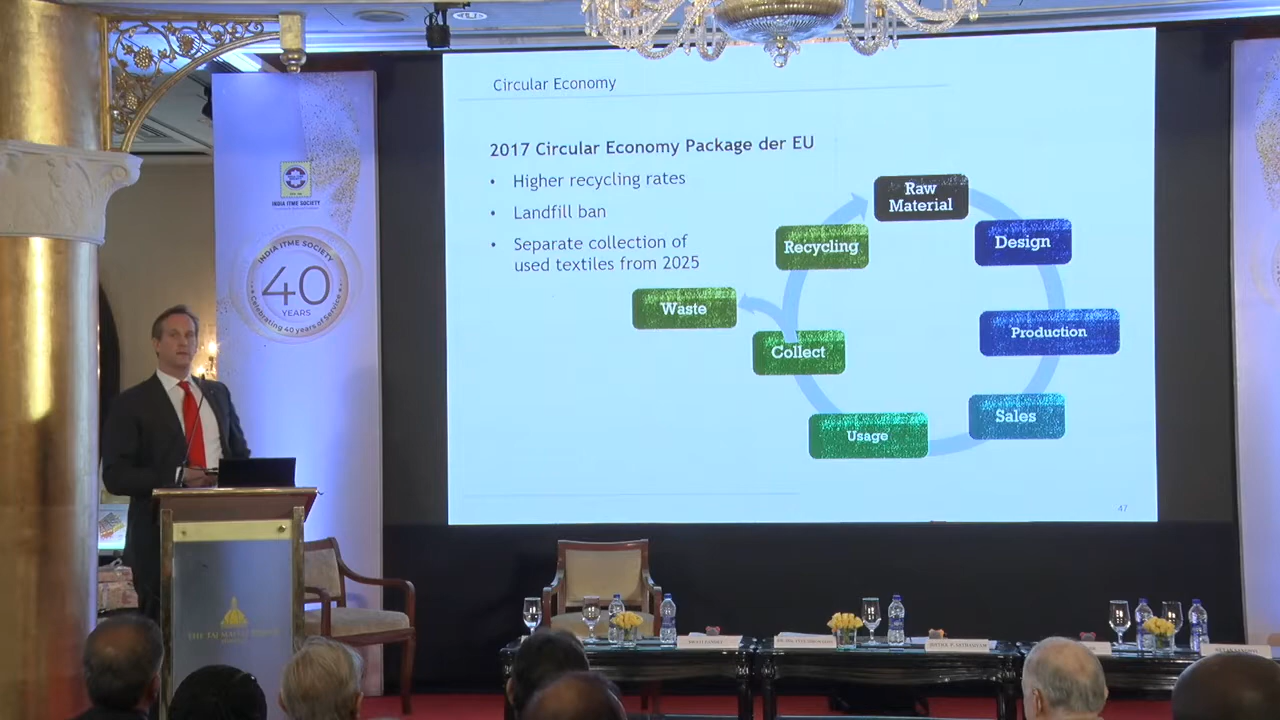 Circular Economy
2017 Circular Economy Package der EU
• Higher recycling rates
• Landfill ban
• Separate collection of
used textiles from 2025
Raw
Material
Design
Production
Sales
Usage
Collect
Waste
Recycling
47
INDIA ITME SOCIETY
INDIA ITME SOCIETY
40
YEARS
Celebrating 40 years of Service